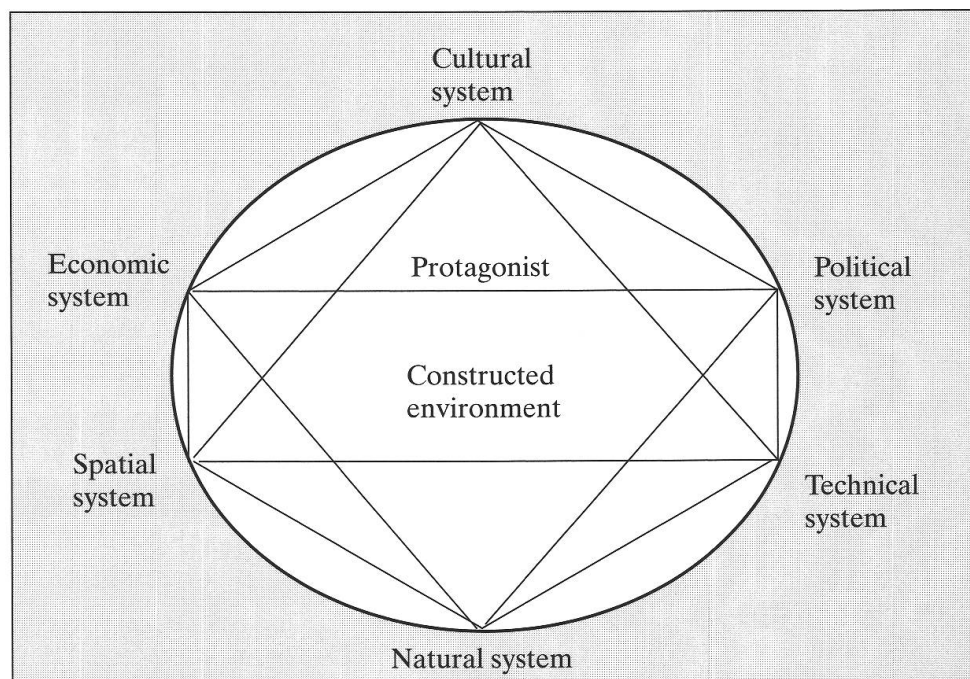 Cultural
system
Economic
system
Protagonist
Political
system
Constructed
environment
Spatial
system
Technical
system
Natural system